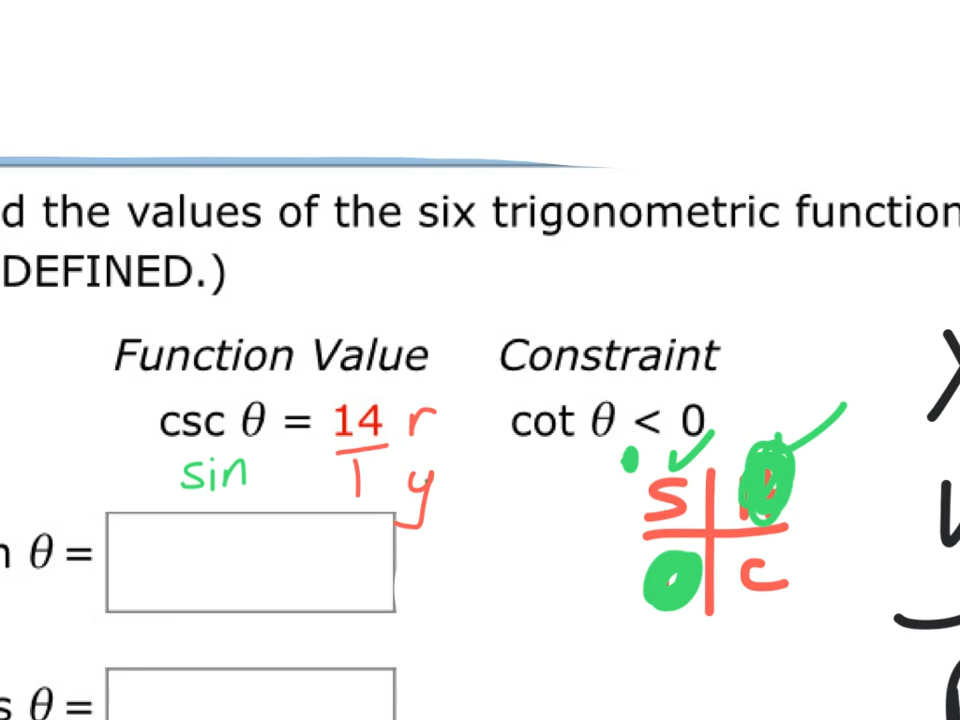 d the values of the six trigonometric function
DEFINED.)
Function Value Constraint
csc θ = 14 r cot θ < 0
sin 1 y
S
C
n θ =
s θ =